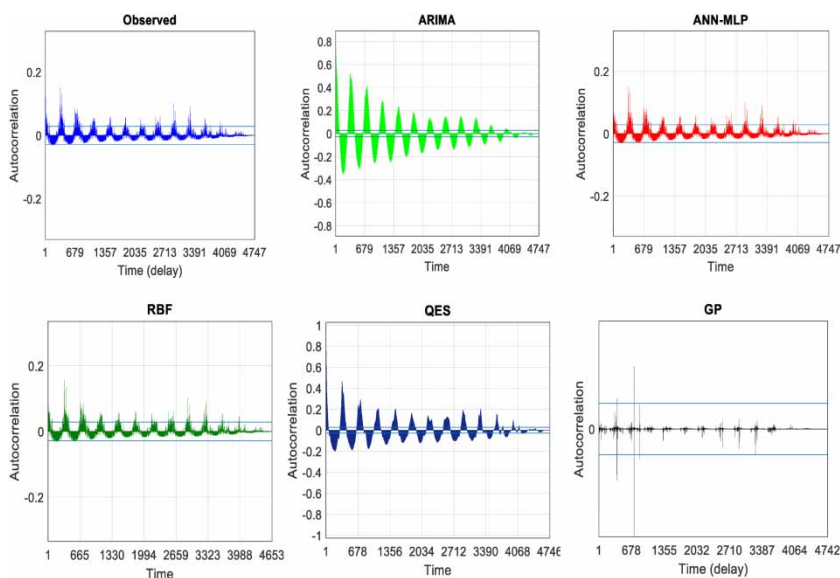 Observed
0.2
0
-0.2
Autocorrelation
1 679 1357 2035 2713 3391 4069 4747
Time (delay)
ARIMA
0.8
0.6
0.4
0.2
0
-0.2
-0.4
-0.6
-0.8
Autocorrelation
1 679 1357 2035 2713 3391 4069 4747
Time
ANN-MLP
0.2
0
-0.2
Autocorrelation
1 679 1357 2035 2713 3391 4069 4747
Time (delay)
RBF
0.2
0
-0.2
Autocorrelation
1 665 1330 1994 2659 3323 3988 4653
Time
QES
1
0.8
0.6
0.4
0.2
0
-0.2
-0.4
-0.6
-0.8
-1
Autocorrelation
1 679 1356 2034 2712 3390 4068 4746
Time
GP
0
Autocorrelation
1 678 1355 2032 2710 3387 4064 4742
Time (delay)